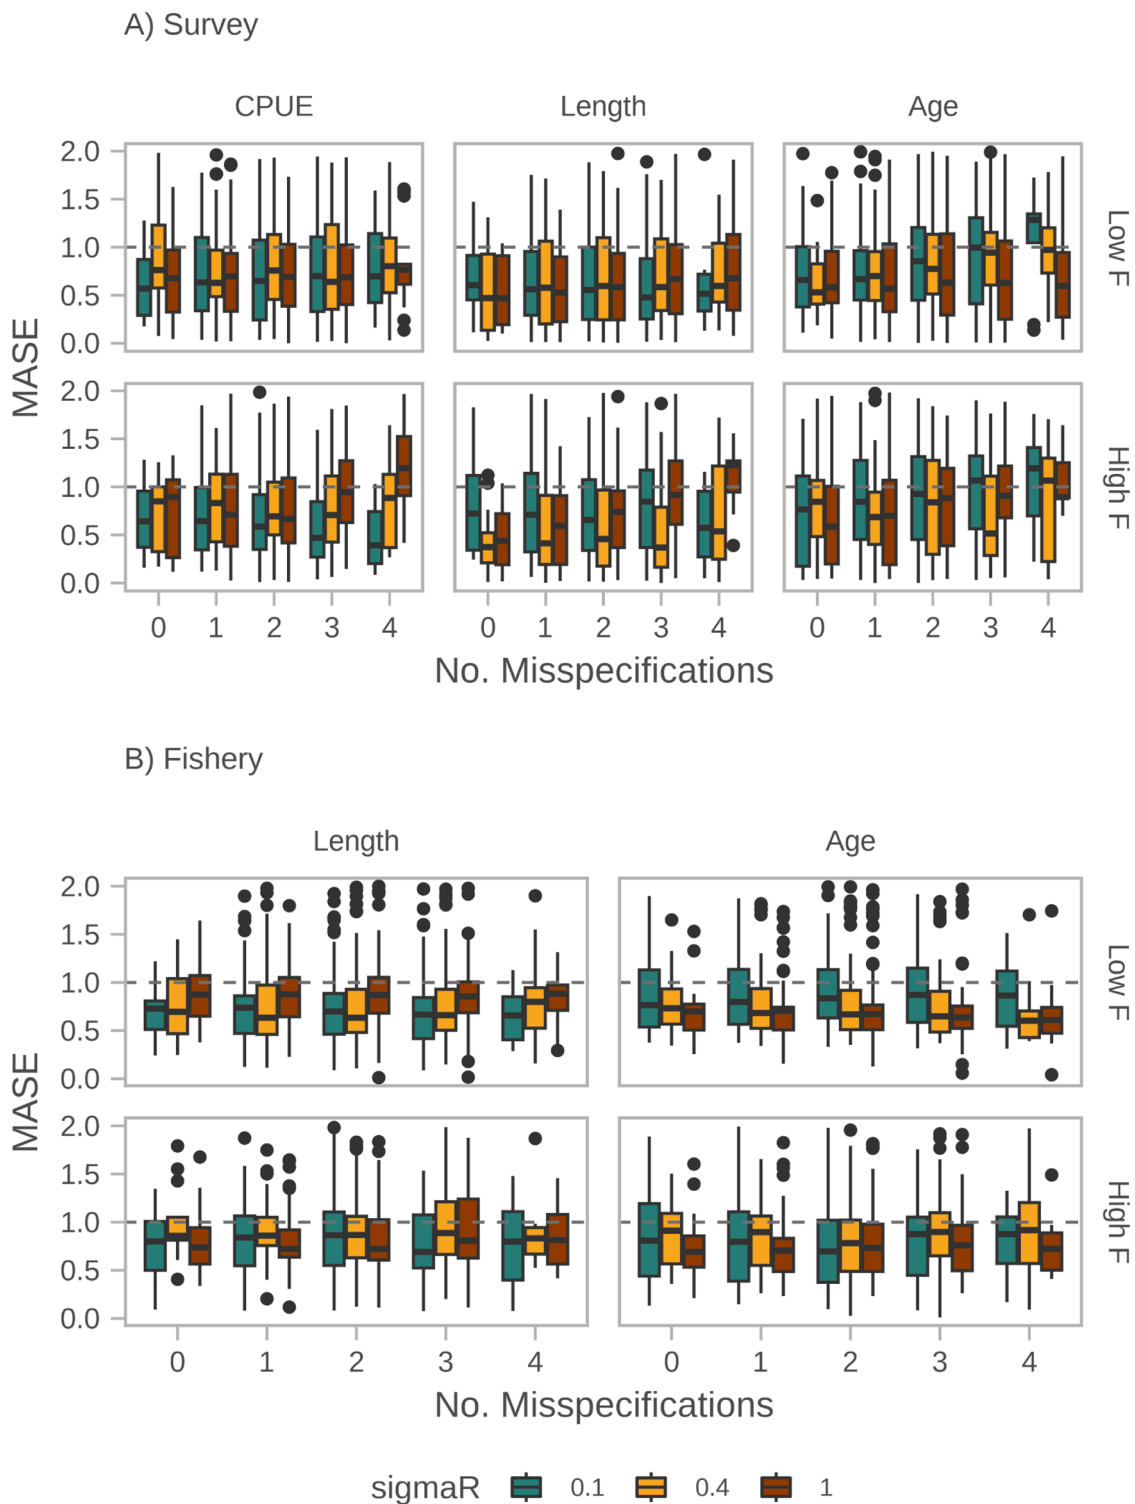 A) Survey
CPUE Length Age
2.0
1.5
1.0
0.5
0.0
Low F
MASE
2.0
1.5
1.0
0.5
0.0
High F
0 1 2 3 4 0 1 2 3 4 0 1 2 3 4
No. Misspecifications
B) Fishery
Length Age
2.0
1.5
1.0
0.5
0.0
Low F
MASE
2.0
1.5
1.0
0.5
0.0
High F
0 1 2 3 4 0 1 2 3 4
No. Misspecifications
sigmaR 0.1 0.4 1